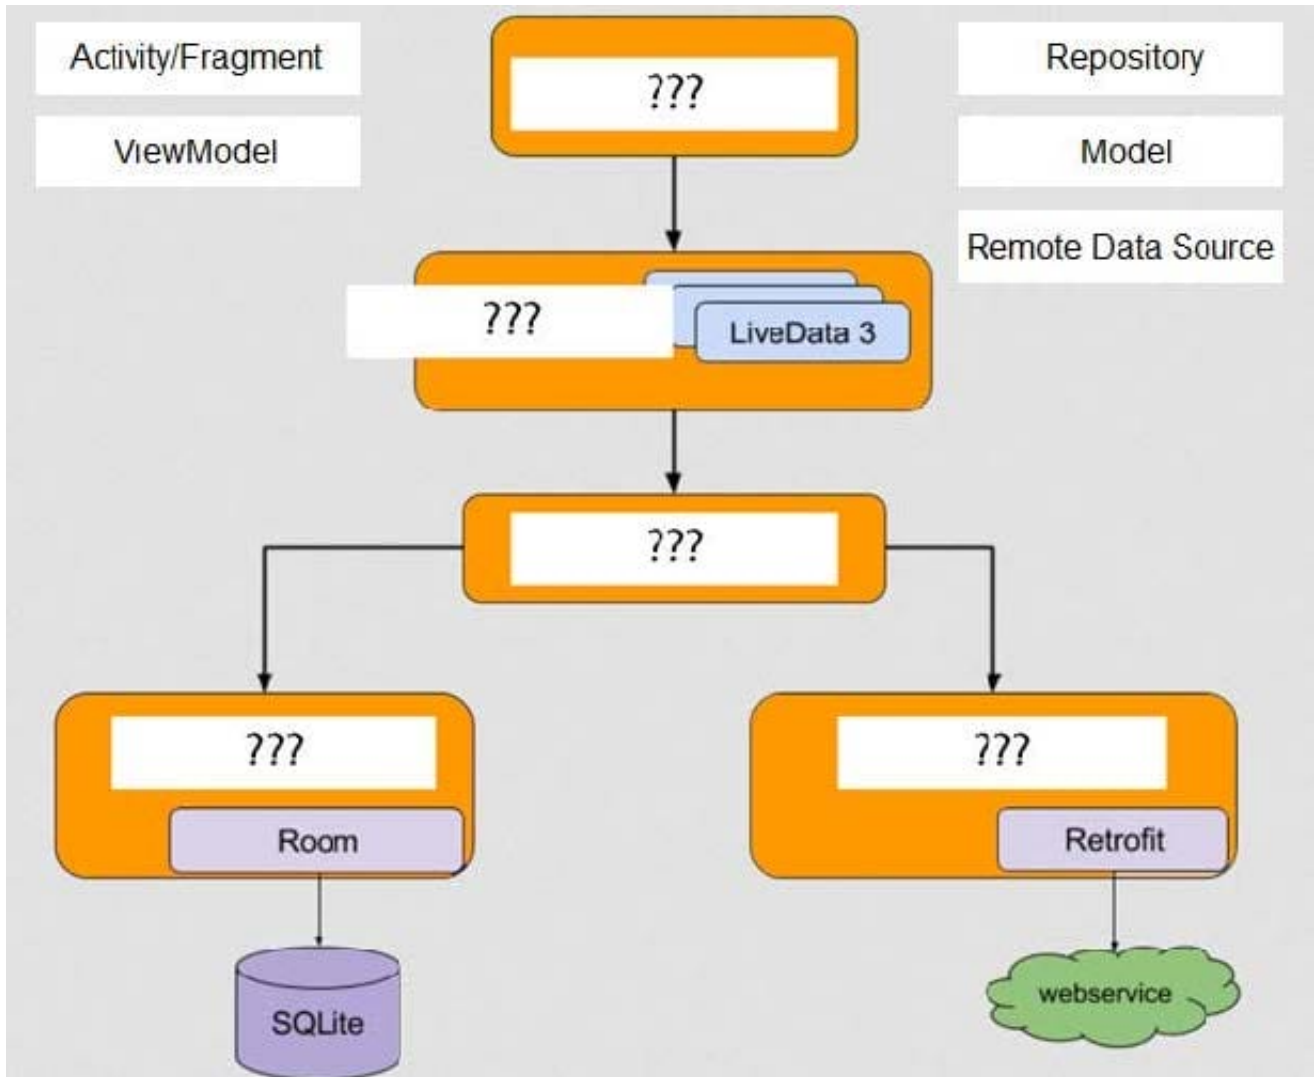 Activity/Fragment
ViewModel
???
Repository
Model
Remote Data Source
???
LiveData 3
???
???
Room
???
Retrofit
SQLite
webservice